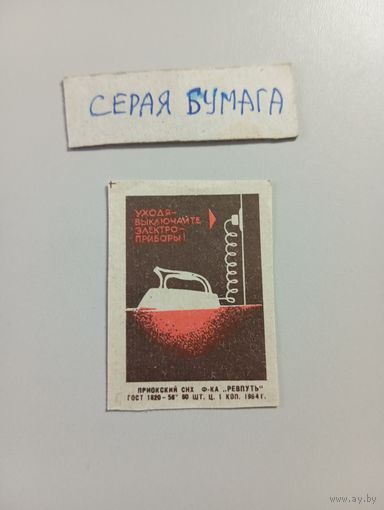 СЕРАЯ БУМАГА
УХОДЯ-
ВЫКЛЮЧАЙТЕ
ЭЛЕКТРО-
ПРИБОРЫ!
ПРИОКСКИЙ СНХ Ф-КА „РЕВПУТЬ"
ГОСТ 1820-56* 60 ШТ. Ц. 1 КОП. 1964 г.
ay.by